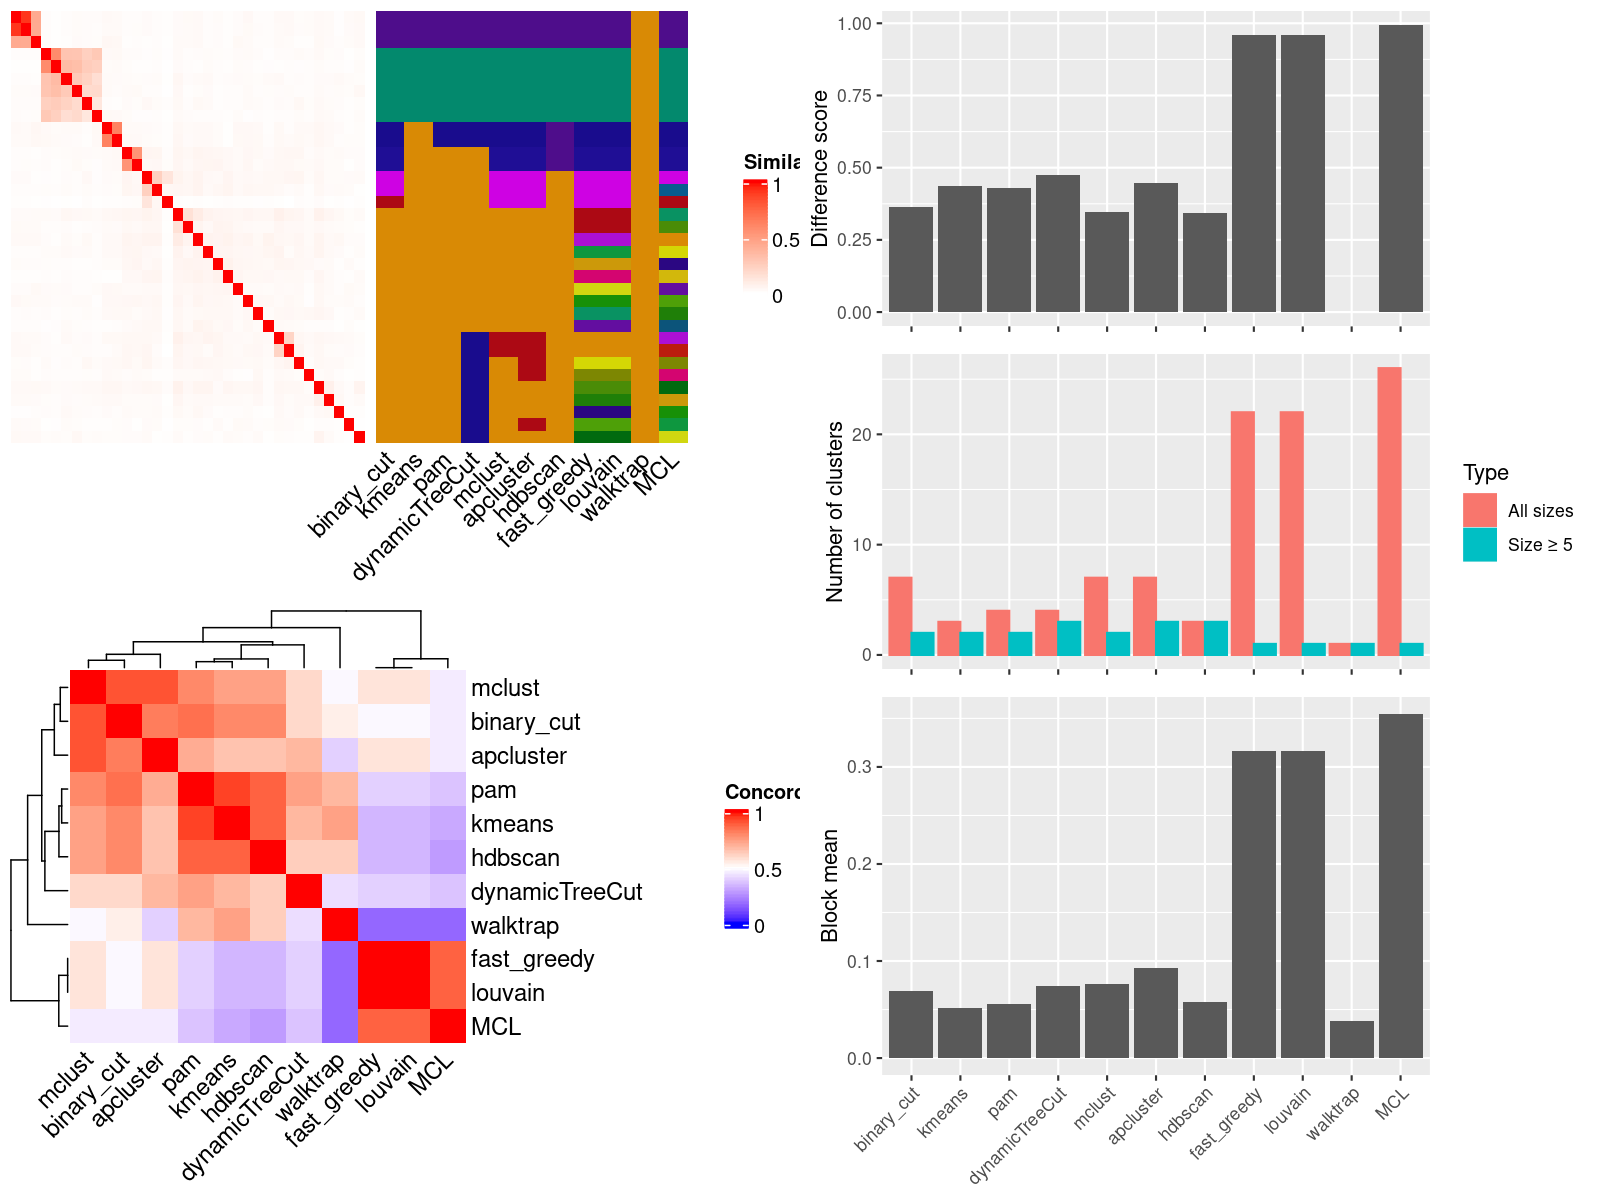 Simila
1
0.5
0
binary_cut
kmeans
pam
dynamicTreeCut
mclust
apcluster
hdbscan
fast_greedy
louvain
walktrap
MCL
Difference score
1.00
0.75
0.50
0.25
0.00
Number of clusters
20
10
0
Type
All sizes
Size ≥ 5
mclust
binary_cut
apcluster
pam
kmeans
hdbscan
dynamicTreeCut
walktrap
fast_greedy
louvain
MCL
mclust
binary_cut
apcluster
pam
kmeans
hdbscan
dynamicTreeCut
walktrap
fast_greedy
louvain
MCL
Concord
1
0.5
0
Block mean
0.3
0.2
0.1
0.0
binary_cut
kmeans
pam
dynamicTreeCut
mclust
apcluster
hdbscan
fast_greedy
louvain
walktrap
MCL